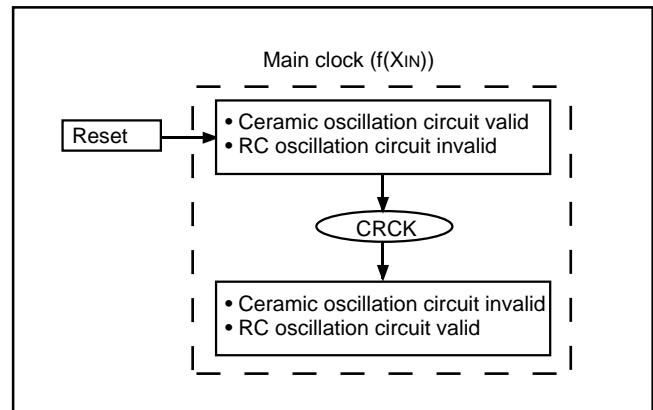 Main clock (f(XIN))
Reset
• Ceramic oscillation circuit valid
• RC oscillation circuit invalid
CRCK
• Ceramic oscillation circuit invalid
• RC oscillation circuit valid